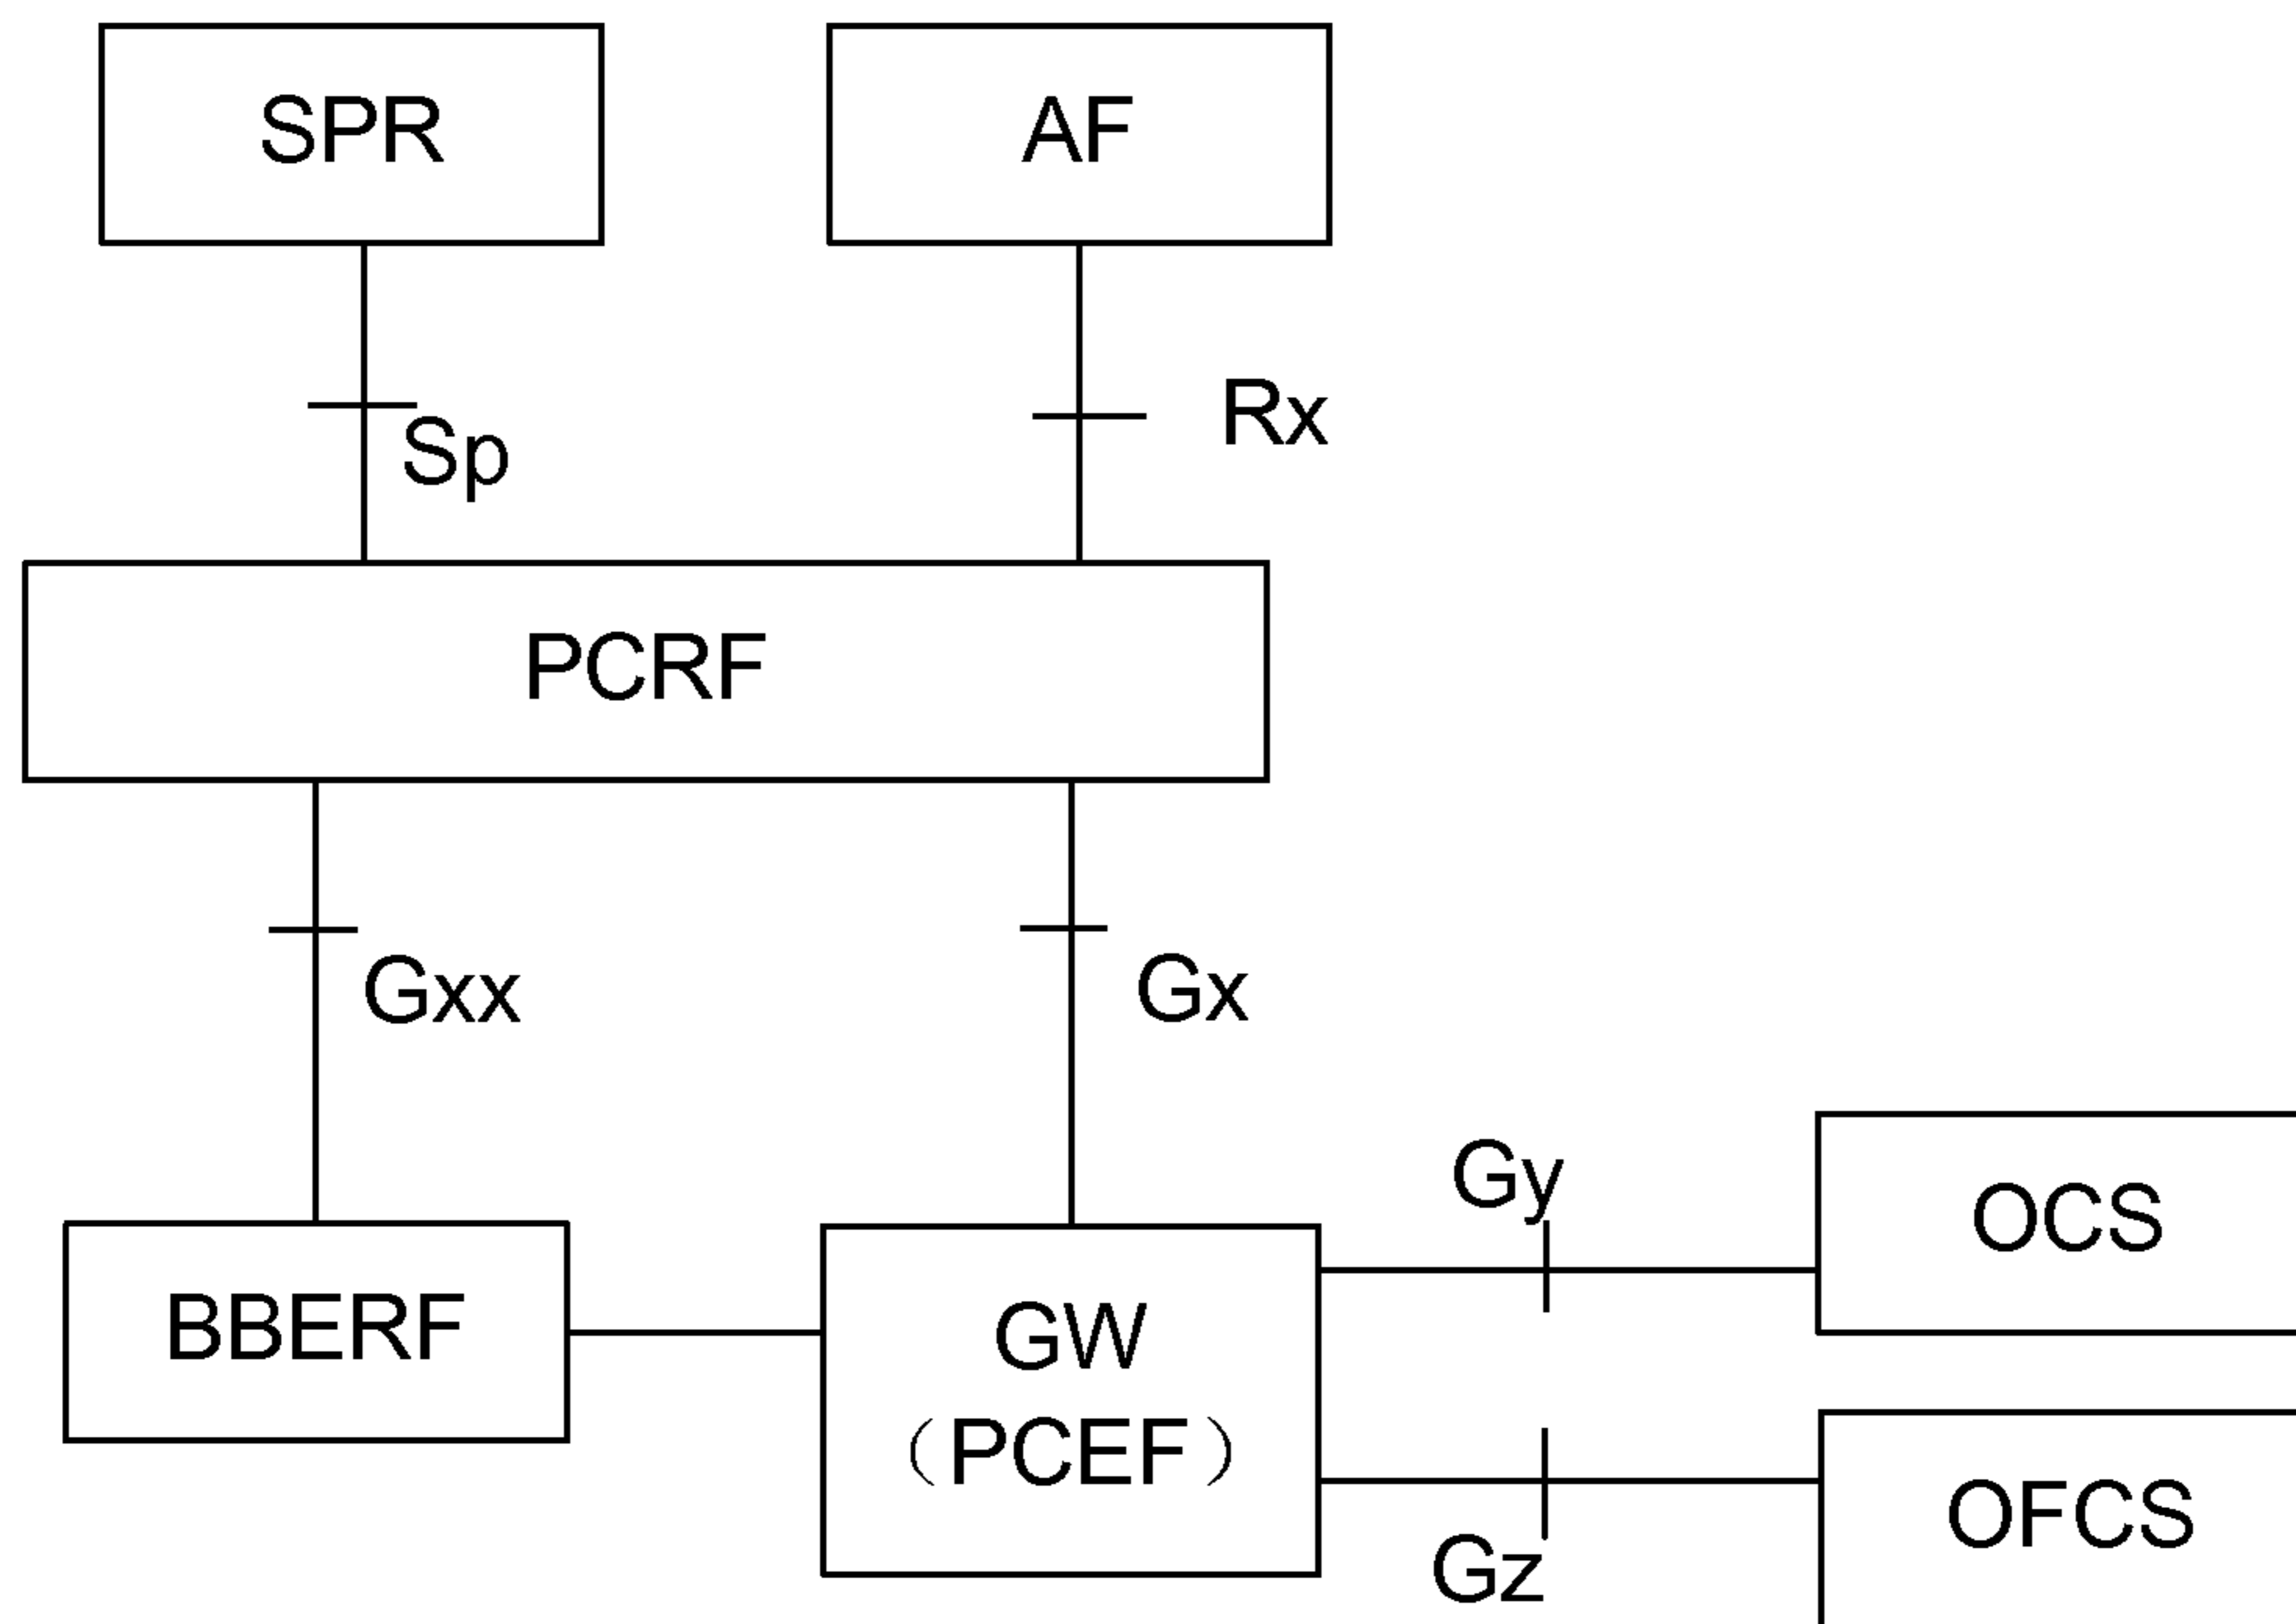 SPR
AF
Sp
Rx
PCRF
Gxx
Gx
Gy
OCS
BBERF
GW
（PCEF）
OFCS
Gz